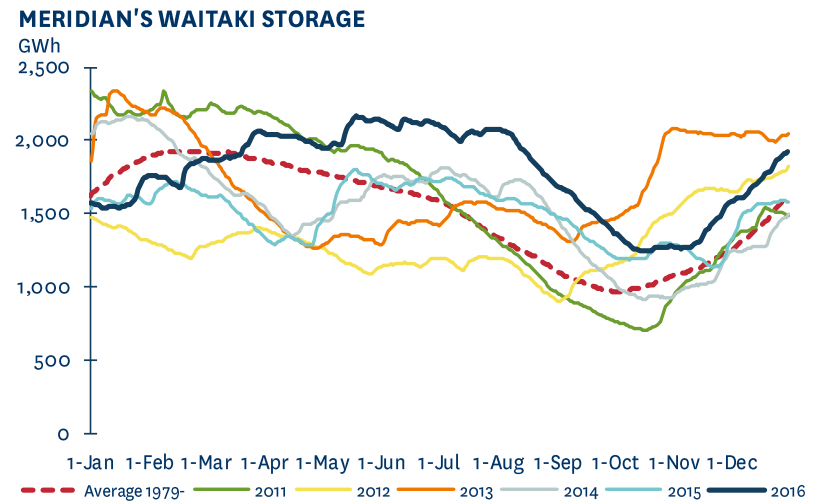 MERIDIAN'S WAITAKI STORAGE
GWh
2,500
2,000
1,500
1,000
500
0
1-Jan 1-Feb 1-Mar 1-Apr 1-May 1-Jun 1-Jul 1-Aug 1-Sep 1-Oct 1-Nov 1-Dec
Average 1979- 2011 2012 2013 2014 2015 2016